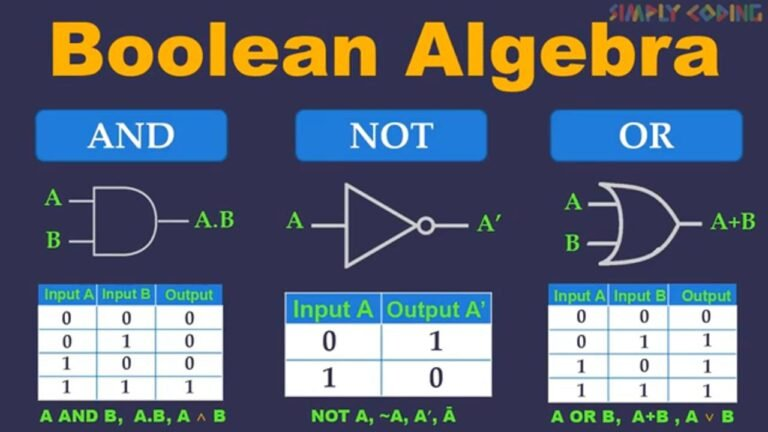 SIMPLY CODING
Boolean Algebra
AND
NOT
OR
A
B
A.B
A
A′
A
B
A+B
Input A Input B Output
0 0 0
0 1 0
1 0 0
1 1 1
A AND B, A.B, A ∧ B
Input A Output A’
0 1
1 0
NOT A, ~A, A′, Ā
Input A Input B Output
0 0 0
0 1 1
1 0 1
1 1 1
A OR B, A+B , A ∨ B